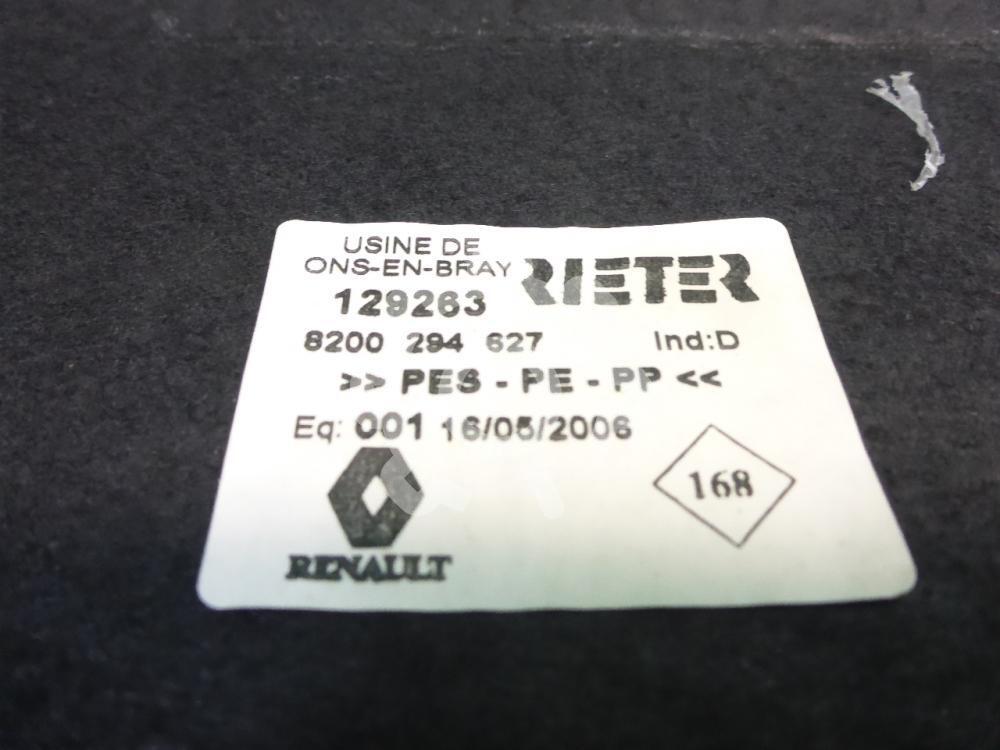 USINE DE
ONS-EN-BRAY
RIETER
129263
8200 294 627 Ind:D
>> PES - PE - PP <<
Eq: 001 16/05/2006
168
RENAULT